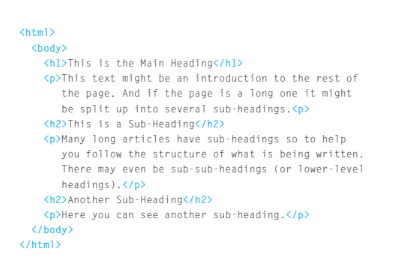 <html>
<body>
<h1>This is the Main Heading</h1>
<p>This text might be an introduction to the rest of
the page. And if the page is a long one it might
be split up into several sub-headings.<p>
<h2>This is a Sub-Heading</h2>
<p>Many long articles have sub-headings so to help
you follow the structure of what is being written.
There may even be sub-sub-headings (or lower-level
headings).</p>
<h2>Another Sub-Heading</h2>
<p>Here you can see another sub-heading.</p>
</body>
</html>